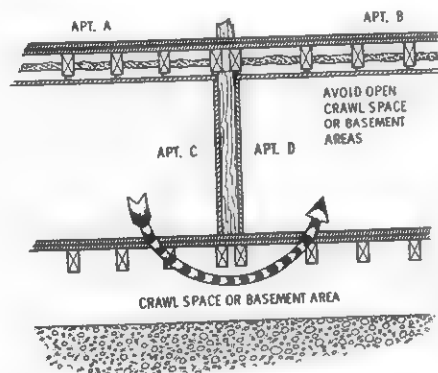 APT. A
APT. B
AVOID OPEN
CRAWL SPACE
OR BASEMENT
AREAS
APT. C
APT. D
CRAWL SPACE OR BASEMENT AREA